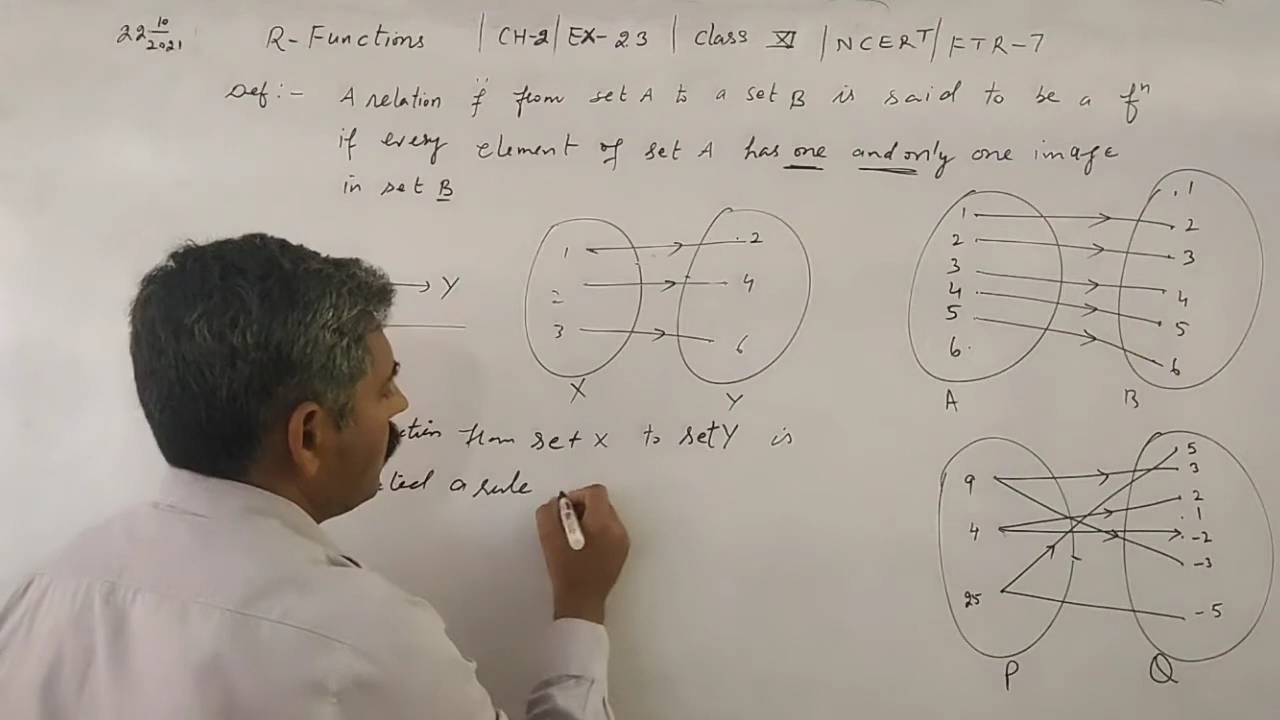 22 10/2021 R-Functions | CH-2 | EX-2.3 | Class XI | NCERT | FTR-7
Def:- A relation f from set A to a set B is said to be a fⁿ
if every element of set A has one and only one image
in set B
→ Y
1 2
2 4
3 6
X Y
1 1
2 2
3 3
4 4
5 5
6 6
A B
from set X to set Y is
a rule
9 5
4 3
25 2
1
-2
-3
-5
P Q